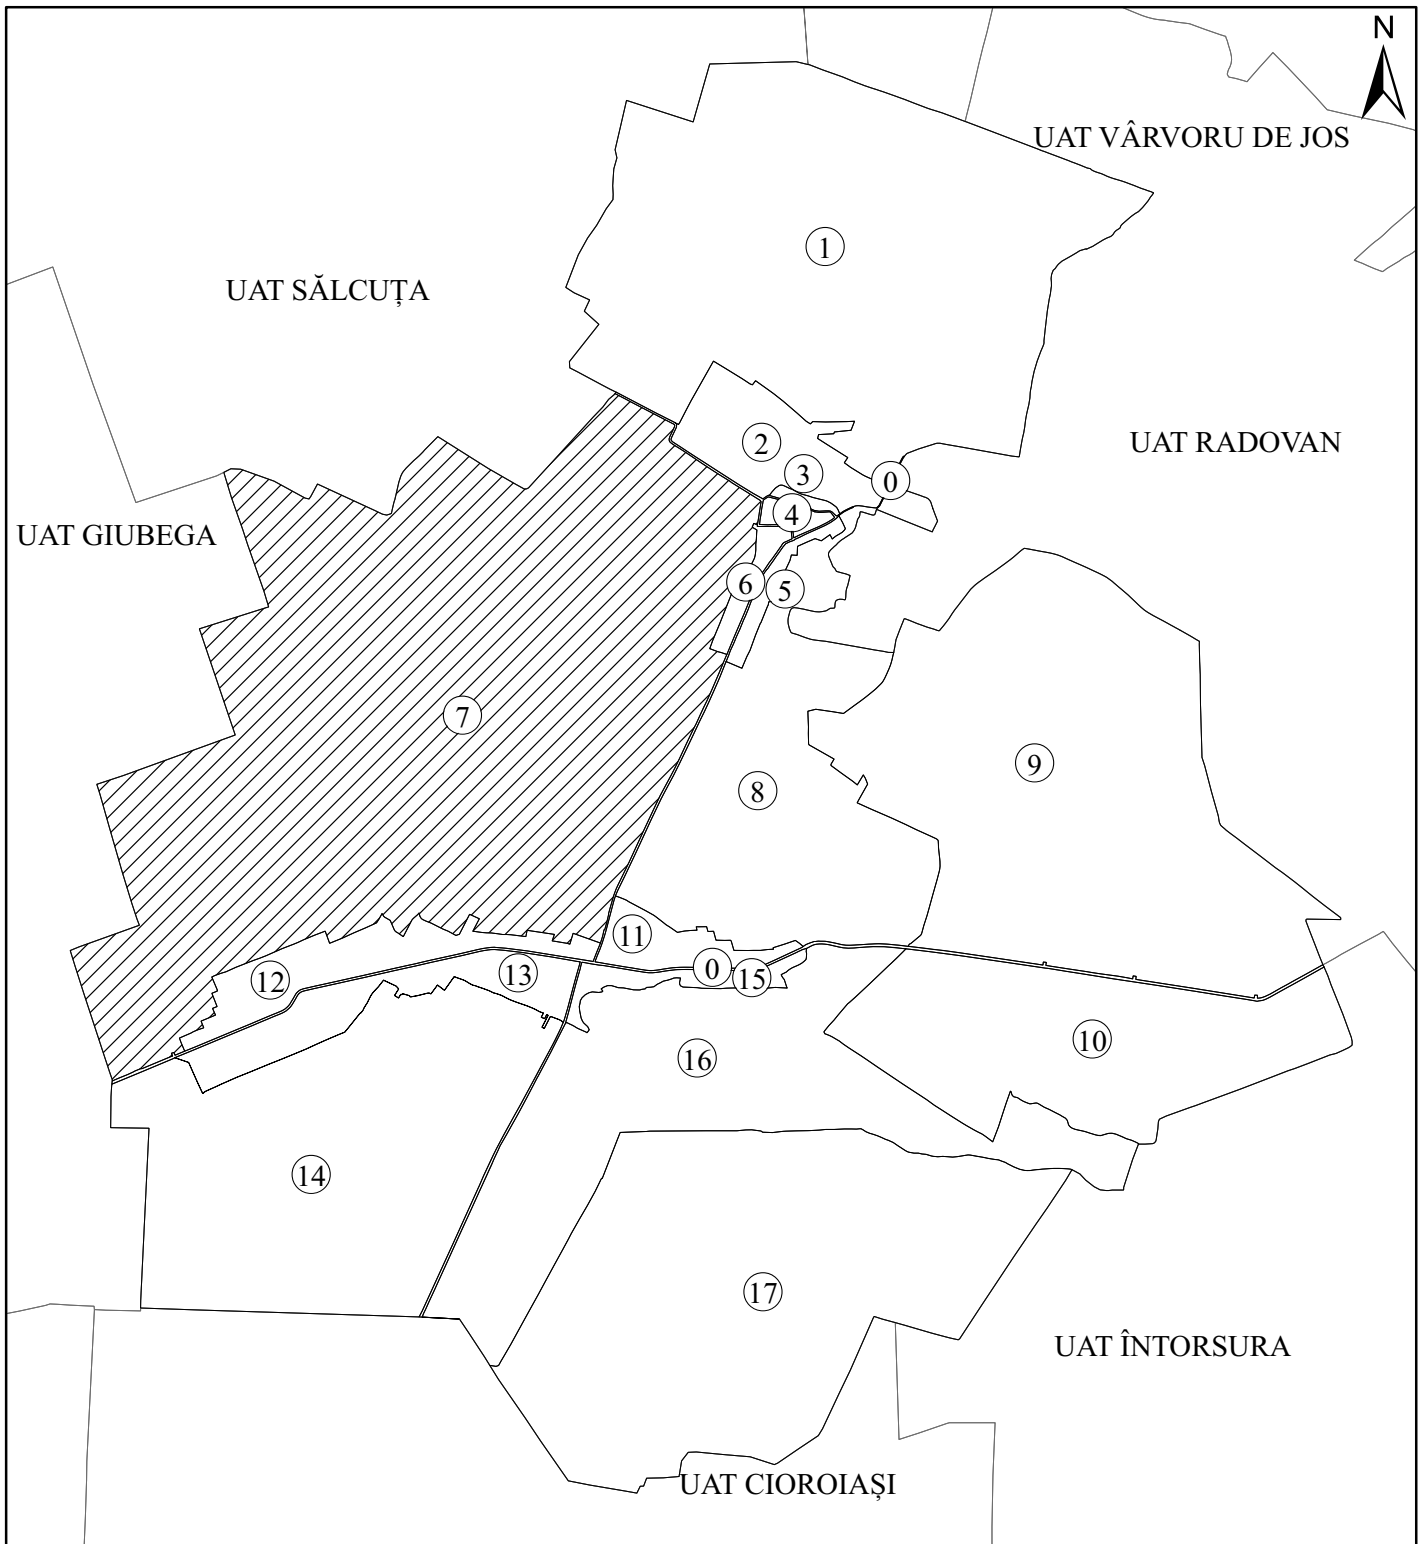 N
UAT VÂRVORU DE JOS
1
UAT SĂLCUȚA
2
UAT RADOVAN
3
0
4
UAT GIUBEGA
6
5
7
9
8
11
0
15
13
12
10
16
14
17
UAT ÎNTORSURA
UAT CIOROIAȘI